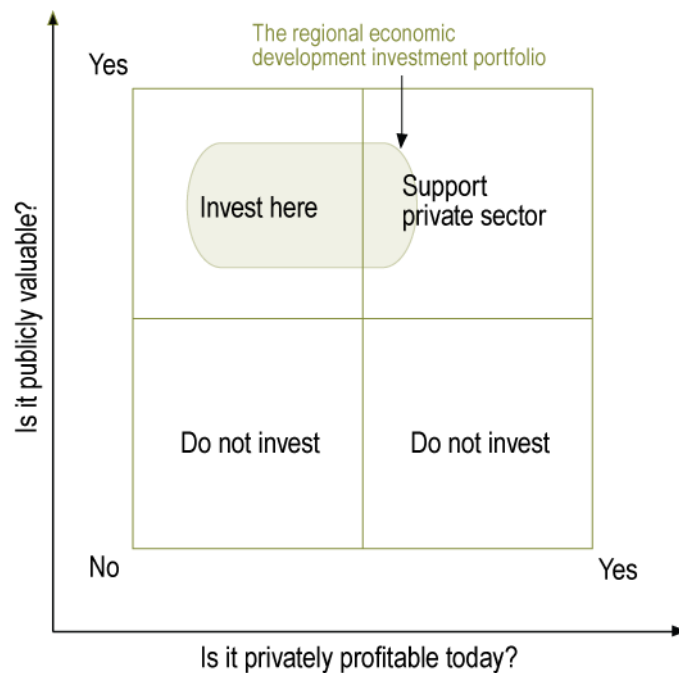 The regional economic
development investment portfolio
Yes
Invest here
Support
private sector
Is it publicly valuable?
Do not invest
Do not invest
No
Yes
Is it privately profitable today?